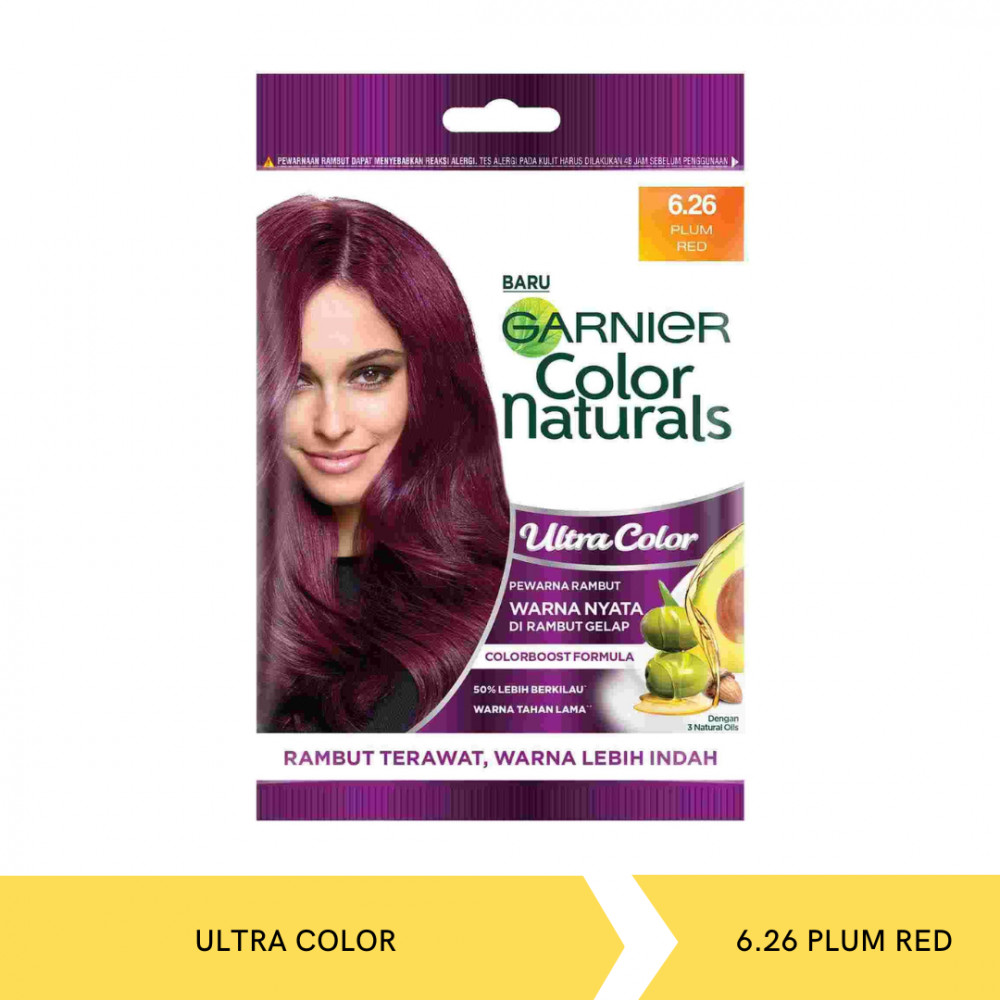 PEWARNAAN RAMBUT DAPAT MENYEBABKAN REAKSI ALERGI. TES ALERGI PADA KULIT HARUS DILAKUKAN 48 JAM SEBELUM PENGGUNAAN
6.26
PLUM
RED
BARU
GARNIER
Color
Naturals
Ultra Color
PEWARNA RAMBUT
WARNA NYATA
DI RAMBUT GELAP
COLORBOOST FORMULA
50% LEBIH BERKILAU*
WARNA TAHAN LAMA**
Dengan
3 Natural Oils
RAMBUT TERAWAT, WARNA LEBIH INDAH
ULTRA COLOR
6.26 PLUM RED